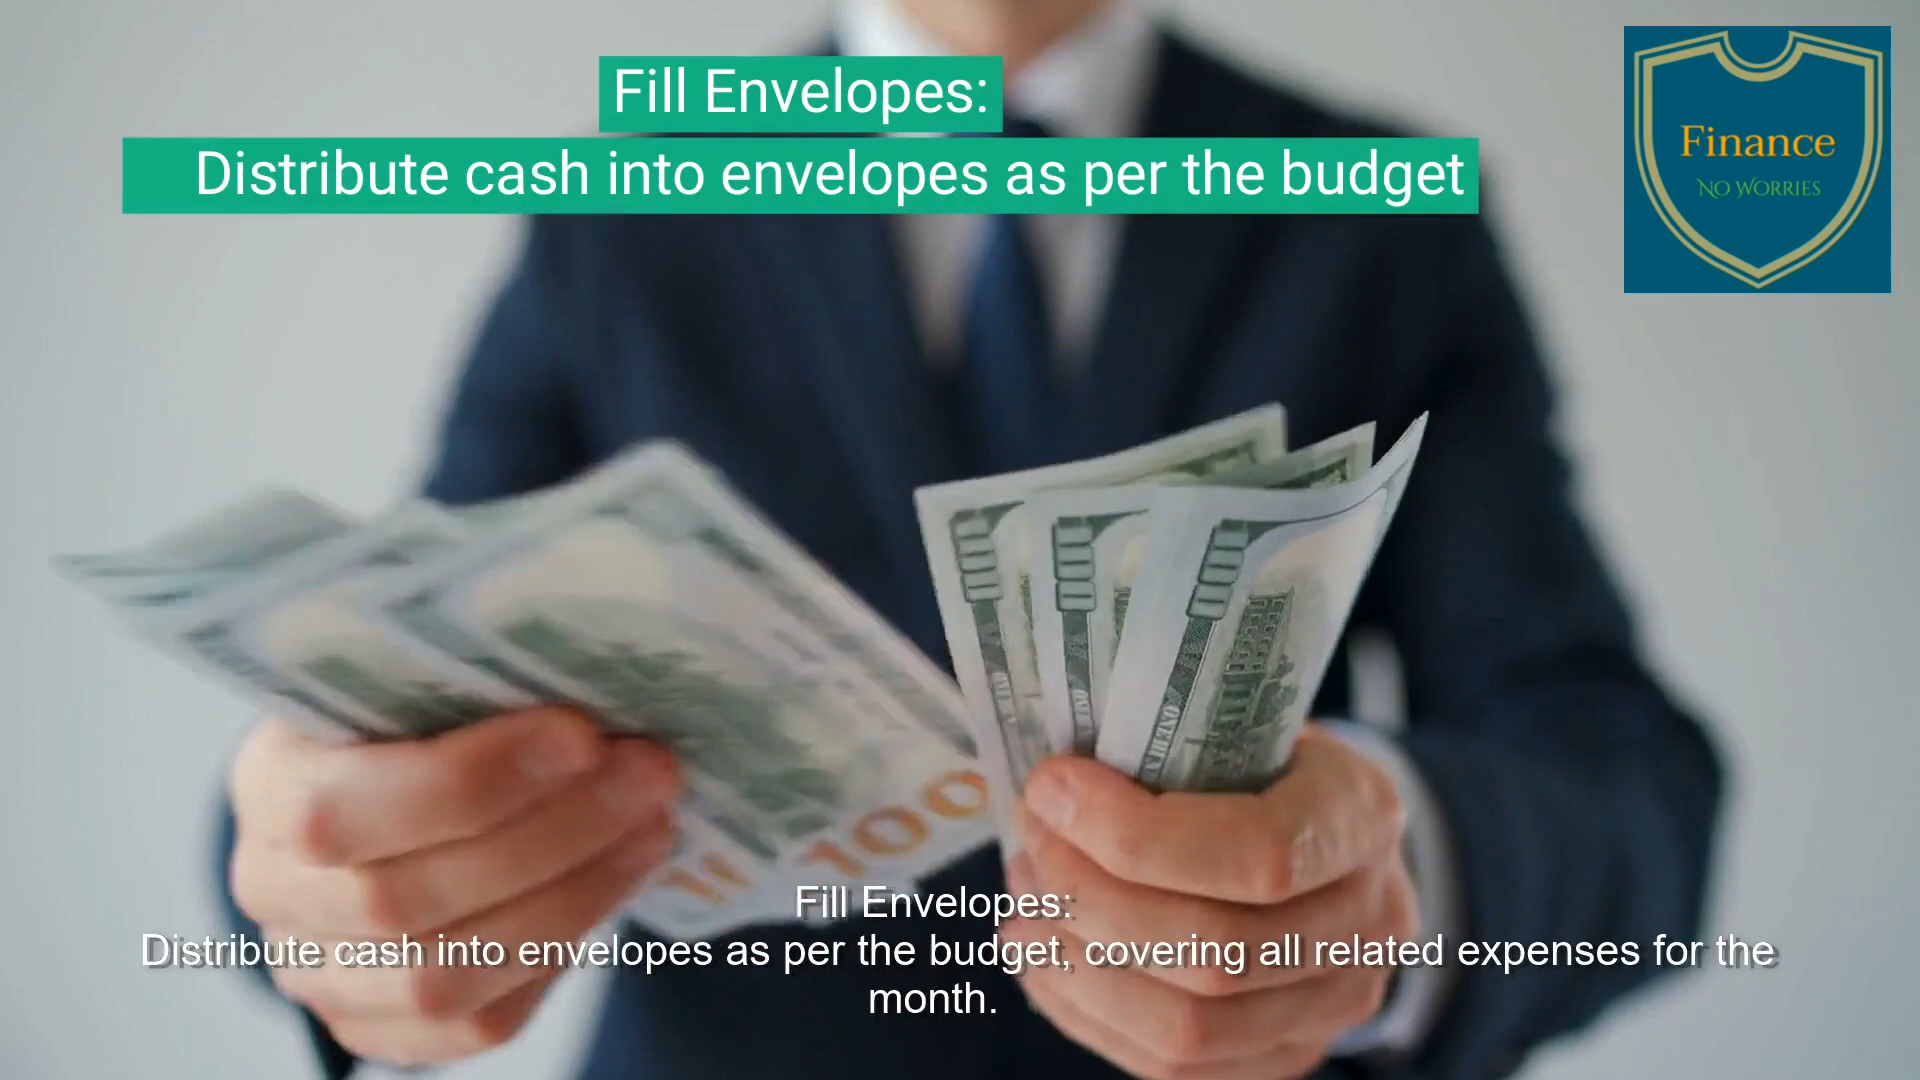 Fill Envelopes:
Distribute cash into envelopes as per the budget
Finance
NO WORRIES
100
Fill Envelopes:
Distribute cash into envelopes as per the budget, covering all related expenses for the
month.